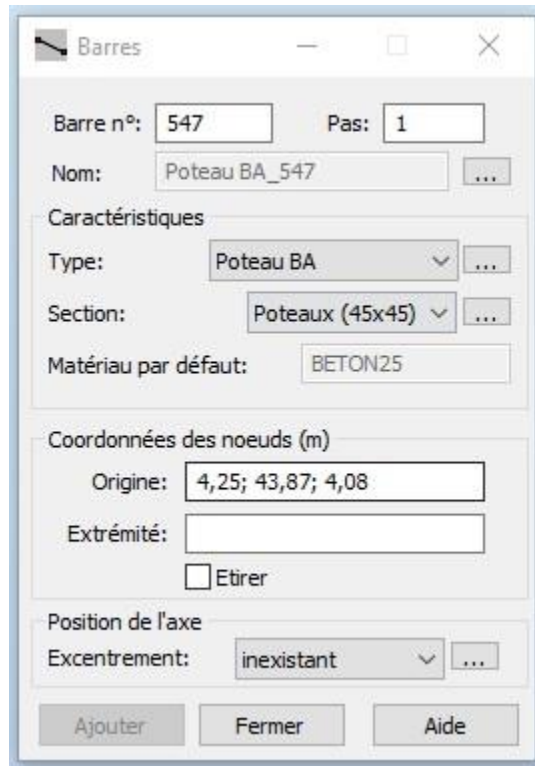 Barres
Barre n°: 547 Pas: 1
Nom: Poteau BA_547 ...
Caractéristiques
Type: Poteau BA ...
Section: Poteaux (45x45) ...
Matériau par défaut: BETON25
Coordonnées des noeuds (m)
Origine: 4,25; 43,87; 4,08
Extrémité:
Etirer
Position de l'axe
Excentrement: inexistant ...
Ajouter Fermer Aide